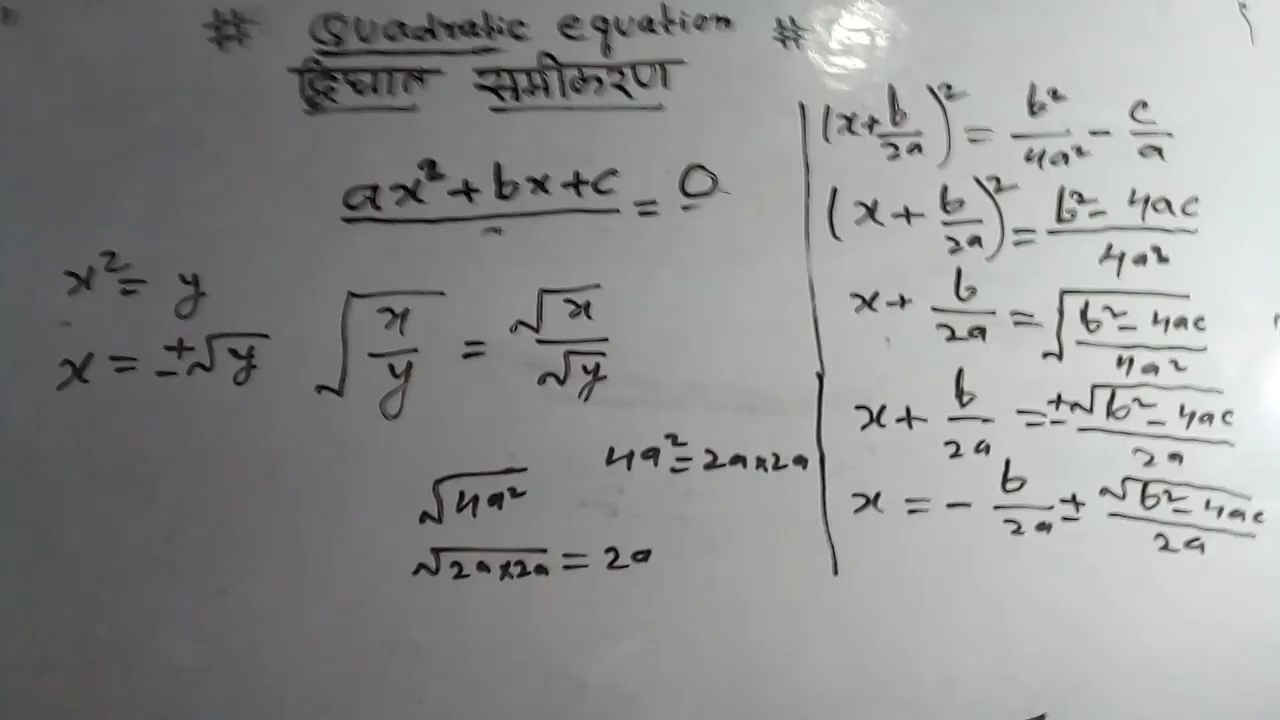 # Quadratic equation #
द्विघात समीकरण
ax² + bx + c = 0
x² = y
x = ±√y
√(x/y) = √x/√y
4a² = 2a×2a
√4a²
√2a×2a = 2a
(x + b/2a)² = b²/4a² - c/a
(x + b/2a)² = b² - 4ac/4a²
x + b/2a = √(b² - 4ac/4a²)
x + b/2a = ±√b² - 4ac/2a
x = - b/2a ± √b² - 4ac/2a